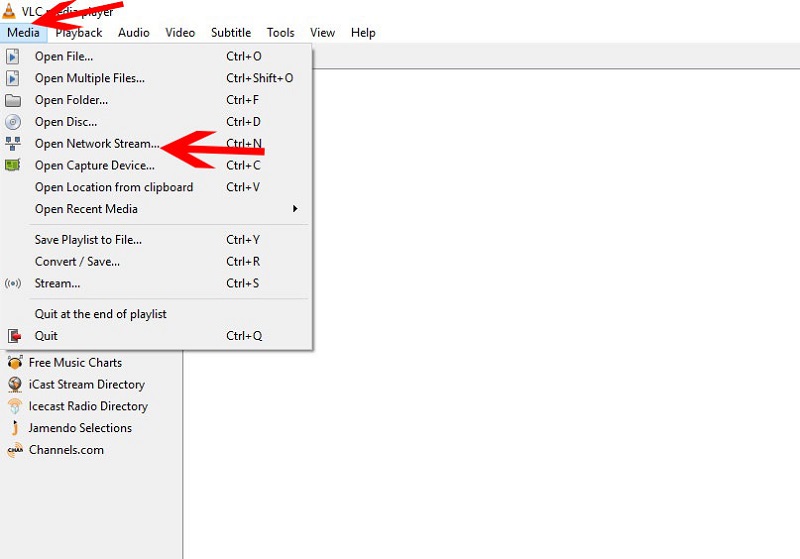 VLC media player
Media Playback Audio Video Subtitle Tools View Help
Open File... Ctrl+O
Open Multiple Files... Ctrl+Shift+O
Open Folder... Ctrl+F
Open Disc... Ctrl+D
Open Network Stream... Ctrl+N
Open Capture Device... Ctrl+C
Open Location from clipboard Ctrl+V
Open Recent Media
Save Playlist to File... Ctrl+Y
Convert / Save... Ctrl+R
Stream... Ctrl+S
Quit at the end of playlist
Quit Ctrl+Q
Free Music Charts
iCast Stream Directory
Icecast Radio Directory
Jamendo Selections
Channels.com